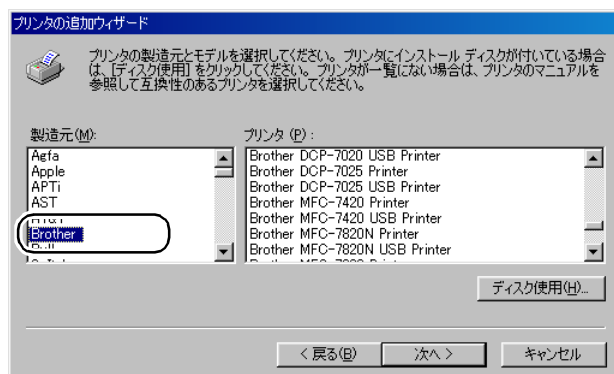 プリンタの追加ウィザード
プリンタの製造元とモデルを選択してください。プリンタにインストール ディスクが付いている場合
は、[ディスク使用] をクリックしてください。プリンタが一覧にない場合は、プリンタのマニュアルを
参照して互換性のあるプリンタを選択してください。
製造元(M):
プリンタ (P) :
Agfa
Apple
APTi
AST
Brother
Brother DCP-7020 USB Printer
Brother DCP-7025 Printer
Brother DCP-7025 USB Printer
Brother MFC-7420 Printer
Brother MFC-7420 USB Printer
Brother MFC-7820N Printer
Brother MFC-7820N USB Printer
ディスク使用(H)...
< 戻る(B)
次へ >
キャンセル